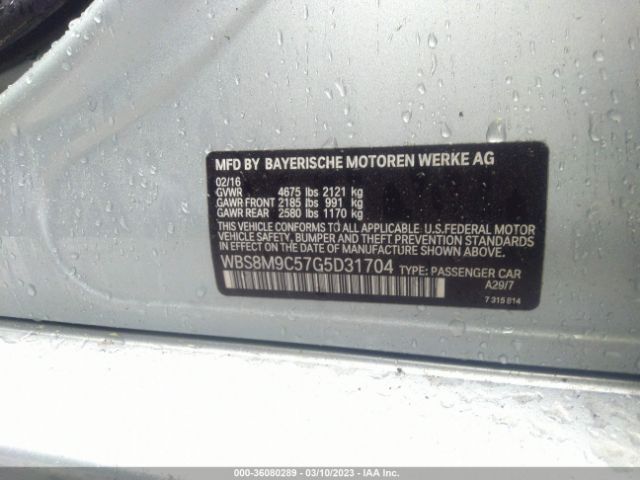 MFD BY BAYERISCHE MOTOREN WERKE AG
02/16
GVWR 4675 lbs 2121 kg
GAWR FRONT 2185 lbs 991 kg
GAWR REAR 2580 lbs 1170 kg
THIS VEHICLE CONFORMS TO ALL APPLICABLE U.S.FEDERAL MOTOR
VEHICLE SAFETY, BUMPER, AND THEFT PREVENTION STANDARDS
IN EFFECT ON THE DATE OF MANUFACTURE SHOWN ABOVE.
WBS8M9C57G5D31704 TYPE: PASSENGER CAR
A29/7
7 315 814
000-36080289 - 03/10/2023 - IAA Inc.